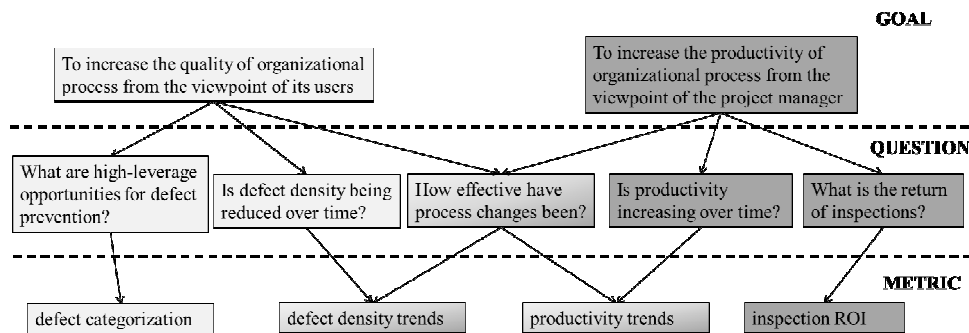 GOAL
To increase the quality of organizational
process from the viewpoint of its users
To increase the productivity of
organizational process from the
viewpoint of the project manager
QUESTION
What are high-leverage
opportunities for defect
prevention?
Is defect density being
reduced over time?
How effective have
process changes been?
Is productivity
increasing over time?
What is the return
of inspections?
METRIC
defect categorization
defect density trends
productivity trends
inspection ROI